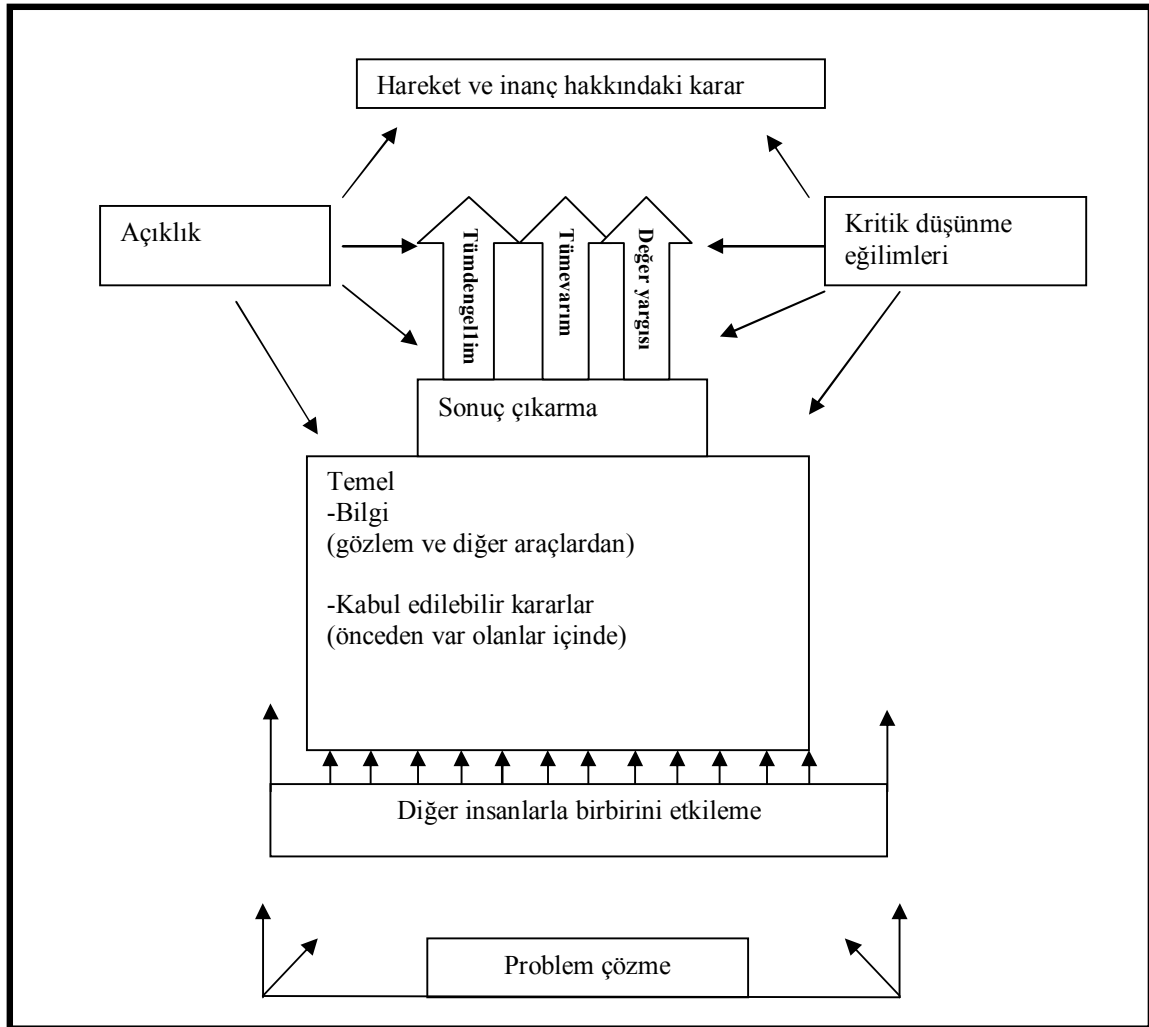 Hareket ve inanç hakkındaki karar
Açıklık
Kritik düşünme
eğilimleri
Tümdengel1im
Tümevarım
Değer yargısı
Sonuç çıkarma
Temel
-Bilgi
(gözlem ve diğer araçlardan)
-Kabul edilebilir kararlar
(önceden var olanlar içinde)
Diğer insanlarla birbirini etkileme
Problem çözme